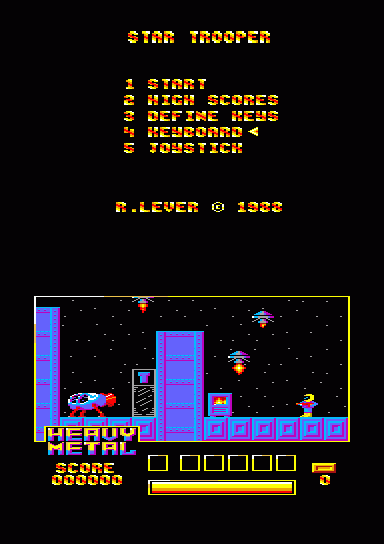 STAR TROOPER
1 START
2 HIGH SCORES
3 DEFINE KEYS
4 KEYBOARD
5 JOYSTICK
R.LEVER © 1988
HEAVY
METAL
SCORE
000000
0